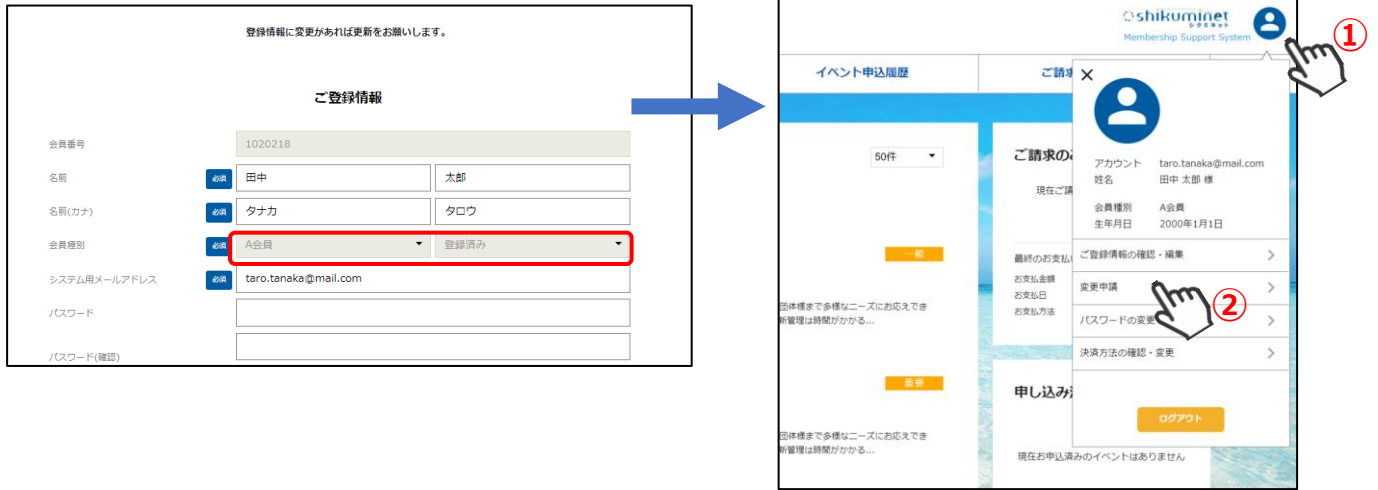 登録情報に変更があれば更新をお願いします。
ご登録情報
会員番号 1020218
名前 必須 田中 太郎
名前(カナ) 必須 タナカ タロウ
会員種別 必須 A会員 登録済み
システム用メールアドレス 必須 taro.tanaka@mail.com
パスワード
パスワード(確認)
shikuminet
シクミネット
Membership Support System
①
イベント申込履歴
ご請求
50件
ご請求の
現在ご請
一般
最終のお支払い
お支払金額
お支払日
お支払方法
団体様まで多様なニーズにお応えでき
新管理は時間がかかる...
重要
申し込み
団体様まで多様なニーズにお応えでき
新管理は時間がかかる...
現在お申込済みのイベントはありません
×
アカウント taro.tanaka@mail.com
姓名 田中 太郎 様
会員種別 A会員
生年月日 2000年1月1日
ご登録情報の確認・編集
変更申請
②
パスワードの変更
決済方法の確認・変更
ログアウト